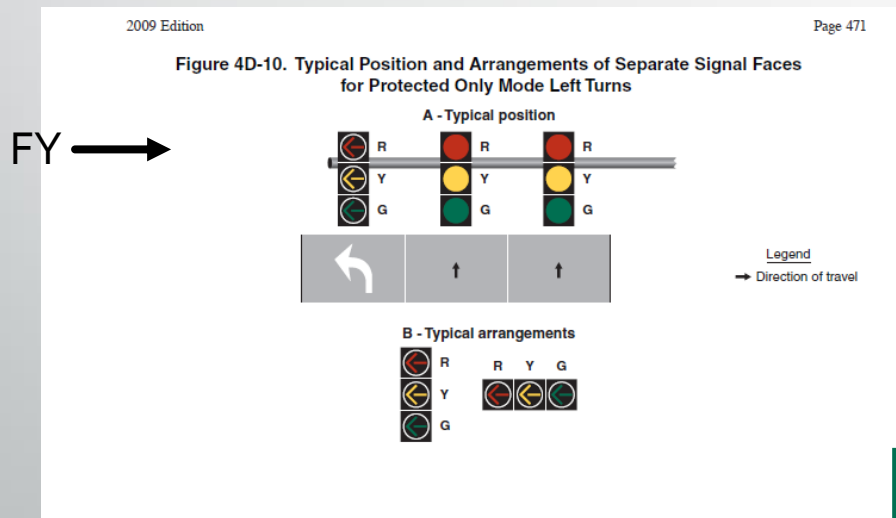 2009 Edition Page 471
Figure 4D-10. Typical Position and Arrangements of Separate Signal Faces
for Protected Only Mode Left Turns
A - Typical position
FY
R R R
Y Y Y
G G G
Legend
Direction of travel
B - Typical arrangements
R
R Y G
Y
G